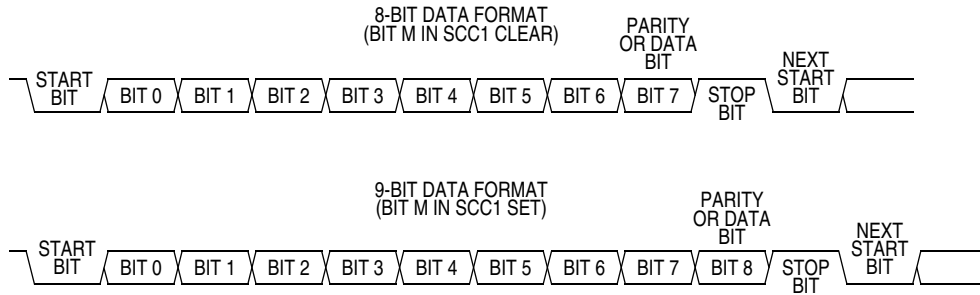 8-BIT DATA FORMAT
(BIT M IN SCC1 CLEAR)
PARITY
OR DATA
BIT
START
BIT
BIT 0
BIT 1
BIT 2
BIT 3
BIT 4
BIT 5
BIT 6
BIT 7
STOP
BIT
NEXT
START
BIT
9-BIT DATA FORMAT
(BIT M IN SCC1 SET)
PARITY
OR DATA
BIT
START
BIT
BIT 0
BIT 1
BIT 2
BIT 3
BIT 4
BIT 5
BIT 6
BIT 7
BIT 8
STOP
BIT
NEXT
START
BIT